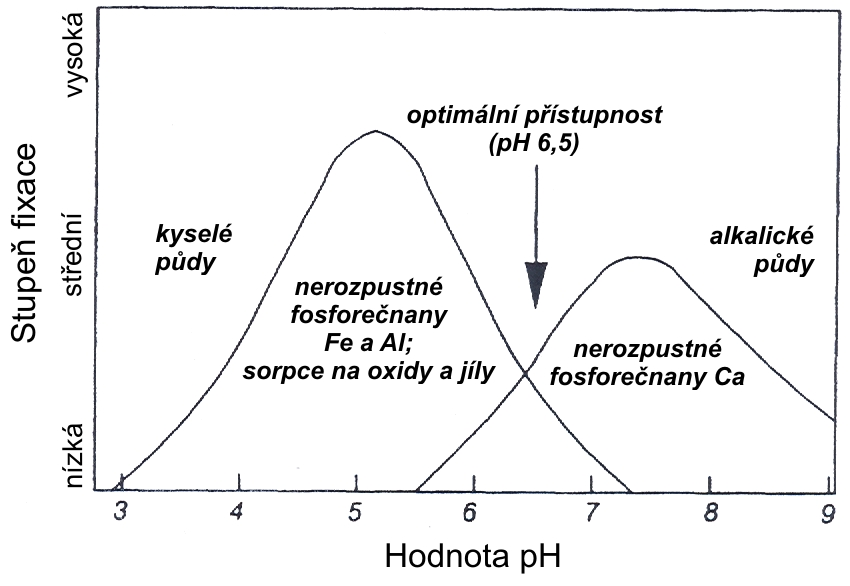 vysoká
optimální přístupnost
(pH 6,5)
Stupeň fixace
střední
kyselé
půdy
alkalické
půdy
nerozpustné
fosforečnany
Fe a Al;
sorpce na oxidy a jíly
nerozpustné
fosforečnany Ca
nízká
3 4 5 6 7 8 9
Hodnota pH